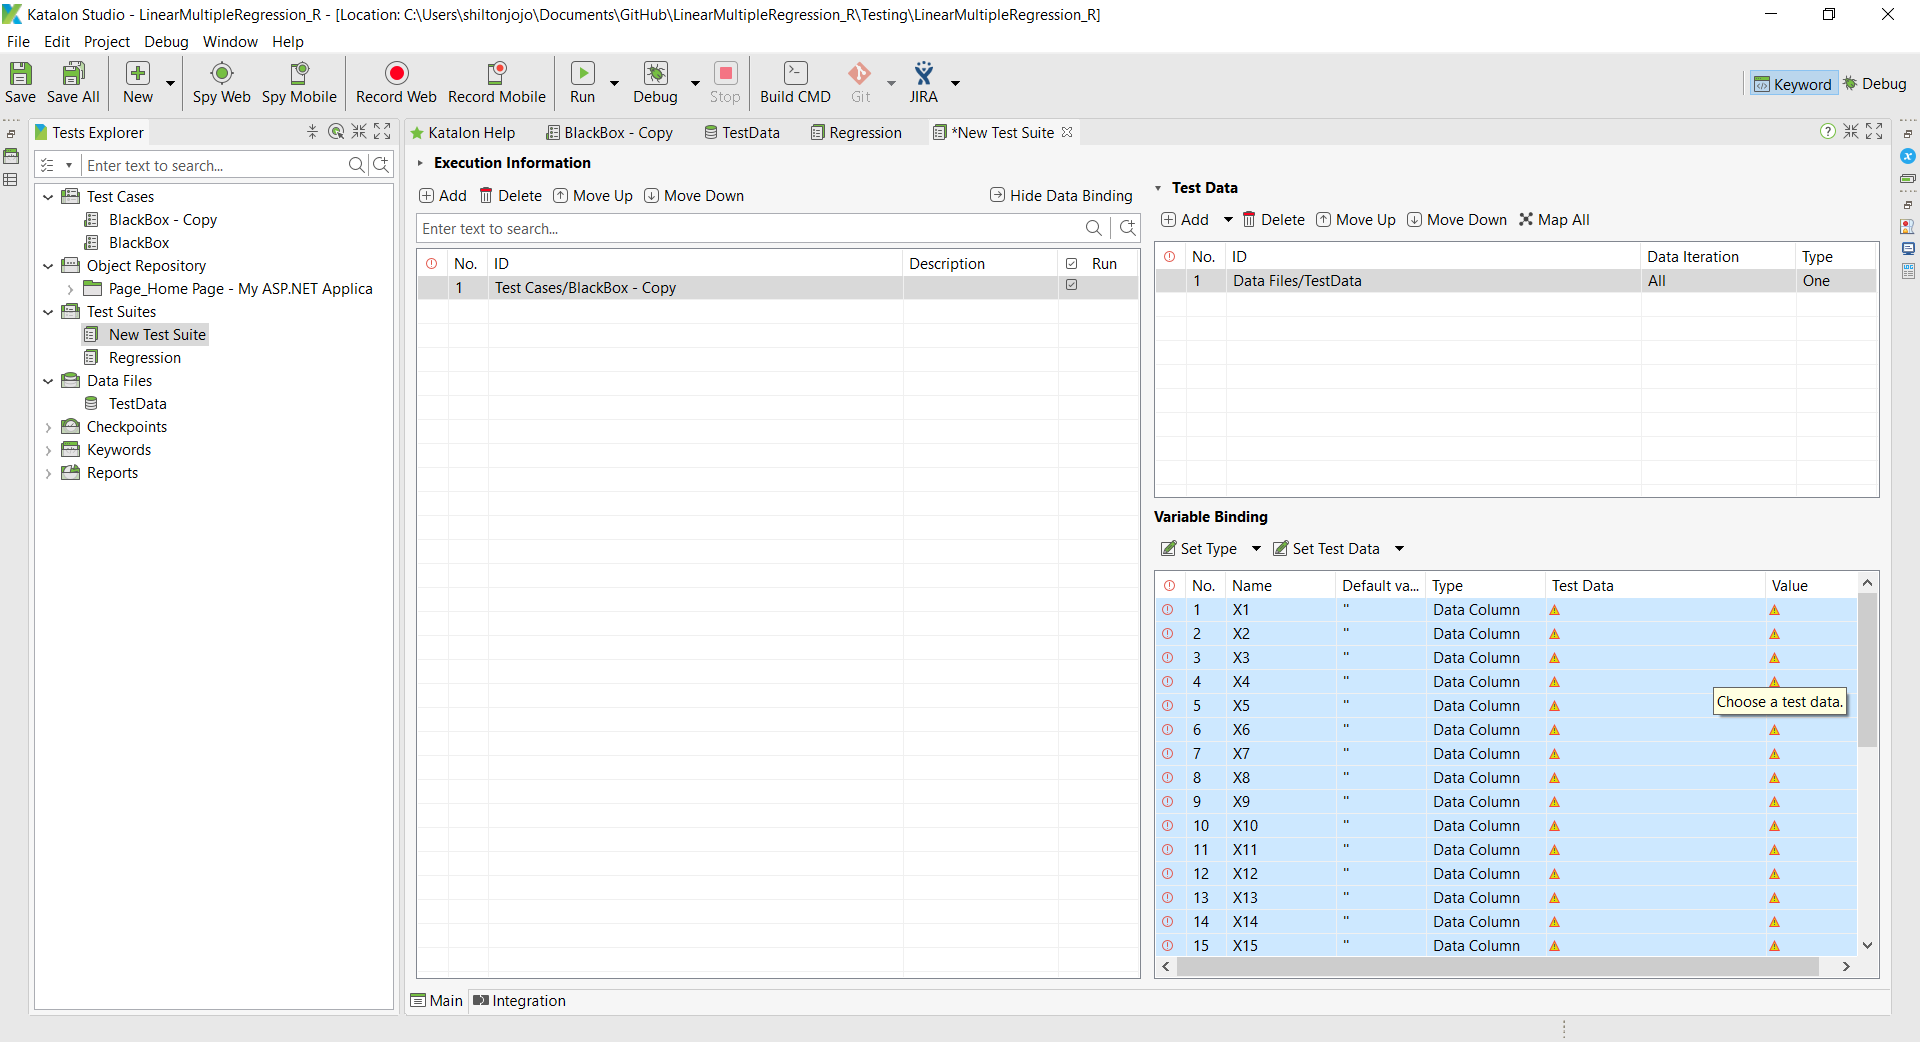 Katalon Studio - LinearMultipleRegression_R - [Location: C:\Users\shiltonjojo\Documents\GitHub\LinearMultipleRegression_R\Testing\LinearMultipleRegression_R]
File Edit Project Debug Window Help
Save Save All New Spy Web Spy Mobile Record Web Record Mobile Run Debug Stop Build CMD Git JIRA Keyword Debug
Tests Explorer
Enter text to search...
Test Cases
BlackBox - Copy
BlackBox
Object Repository
Page_Home Page - My ASP.NET Applica
Test Suites
New Test Suite
Regression
Data Files
TestData
Checkpoints
Keywords
Reports
Katalon Help BlackBox - Copy TestData Regression *New Test Suite
Execution Information
Add Delete Move Up Move Down Hide Data Binding
Enter text to search...
No. ID Description Run
1 Test Cases/BlackBox - Copy
Main Integration
Test Data
Add Delete Move Up Move Down Map All
No. ID Data Iteration Type
1 Data Files/TestData All One
Variable Binding
Set Type Set Test Data
No. Name Default va... Type Test Data Value
1 X1 '' Data Column
2 X2 '' Data Column
3 X3 '' Data Column
4 X4 '' Data Column
5 X5 '' Data Column
Choose a test data.
6 X6 '' Data Column
7 X7 '' Data Column
8 X8 '' Data Column
9 X9 '' Data Column
10 X10 '' Data Column
11 X11 '' Data Column
12 X12 '' Data Column
13 X13 '' Data Column
14 X14 '' Data Column
15 X15 '' Data Column